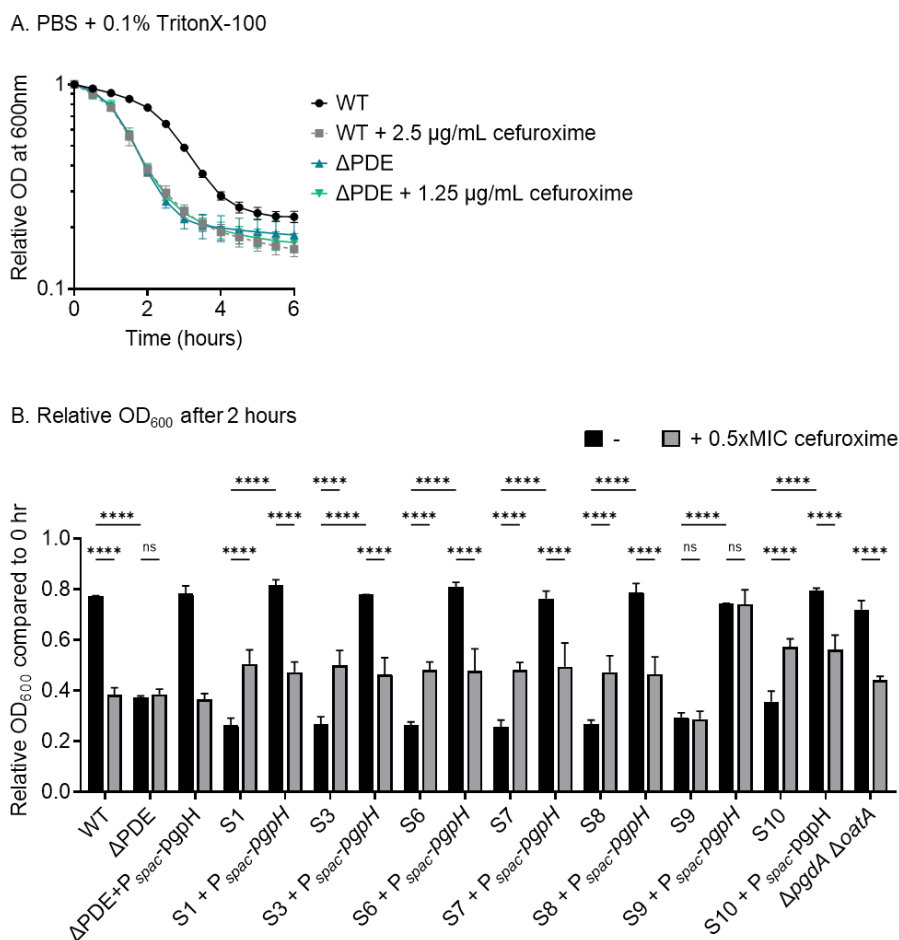 A. PBS + 0.1% TritonX-100
Relative OD at 600nm
1
0.1
0 2 4 6
Time (hours)
WT
WT + 2.5 µg/mL cefuroxime
ΔPDE
ΔPDE + 1.25 µg/mL cefuroxime
B. Relative OD600 after 2 hours
- + 0.5xMIC cefuroxime
**** **** **** **** **** ****
**** **** **** **** **** **** **** **** **** ****
**** ns **** **** **** **** **** ns ns **** ****
Relative OD600 compared to 0 hr
1.0
0.8
0.6
0.4
0.2
0.0
WT
ΔPDE
ΔPDE+Pspac-pgpH
S1
S1 + Pspac-pgpH
S3
S3 + Pspac-pgpH
S6
S6 + Pspac-pgpH
S7
S7 + Pspac-pgpH
S8
S8 + Pspac-pgpH
S9
S9 + Pspac-pgpH
S10
S10 + Pspac-pgpH
ΔpgdA ΔoatA